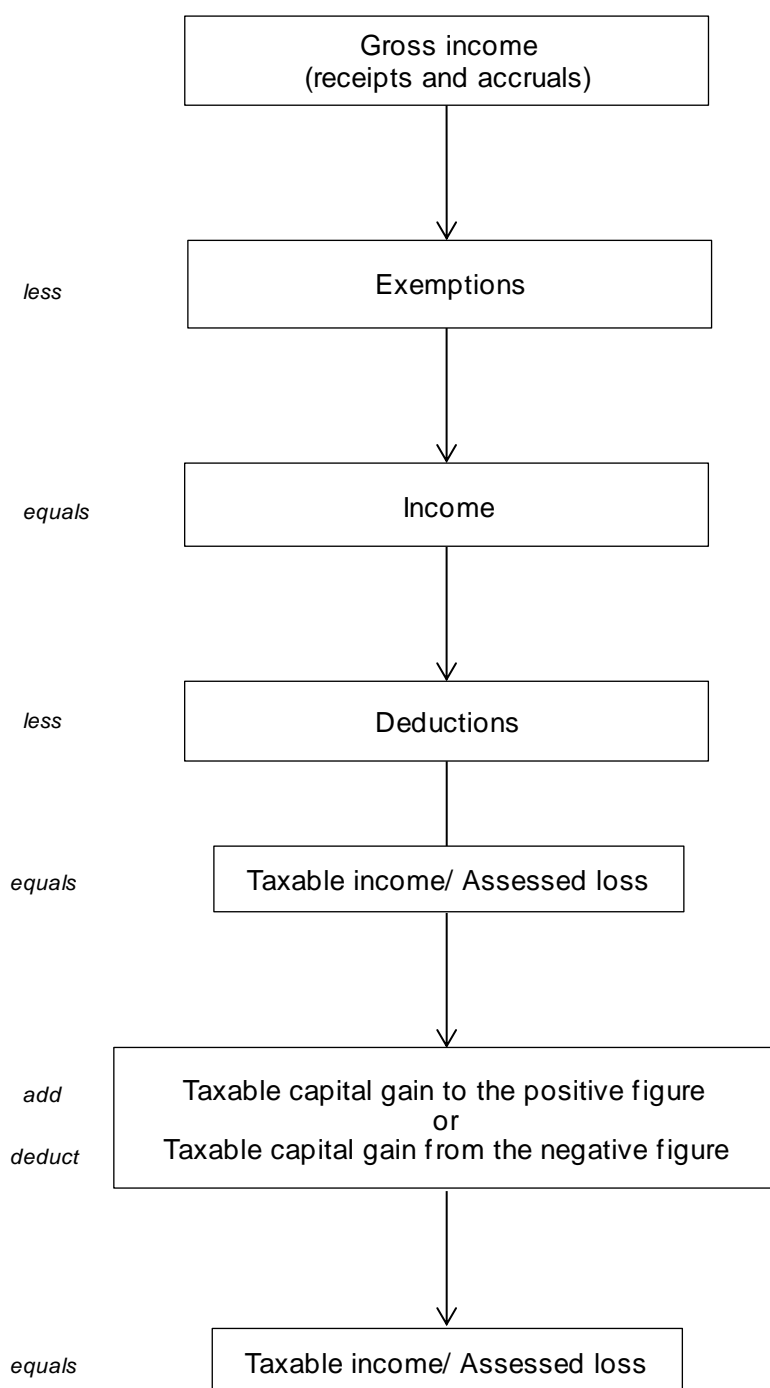 Gross income
(receipts and accruals)
less
Exemptions
equals
Income
less
Deductions
equals
Taxable income/ Assessed loss
add
Taxable capital gain to the positive figure
or
deduct
Taxable capital gain from the negative figure
equals
Taxable income/ Assessed loss